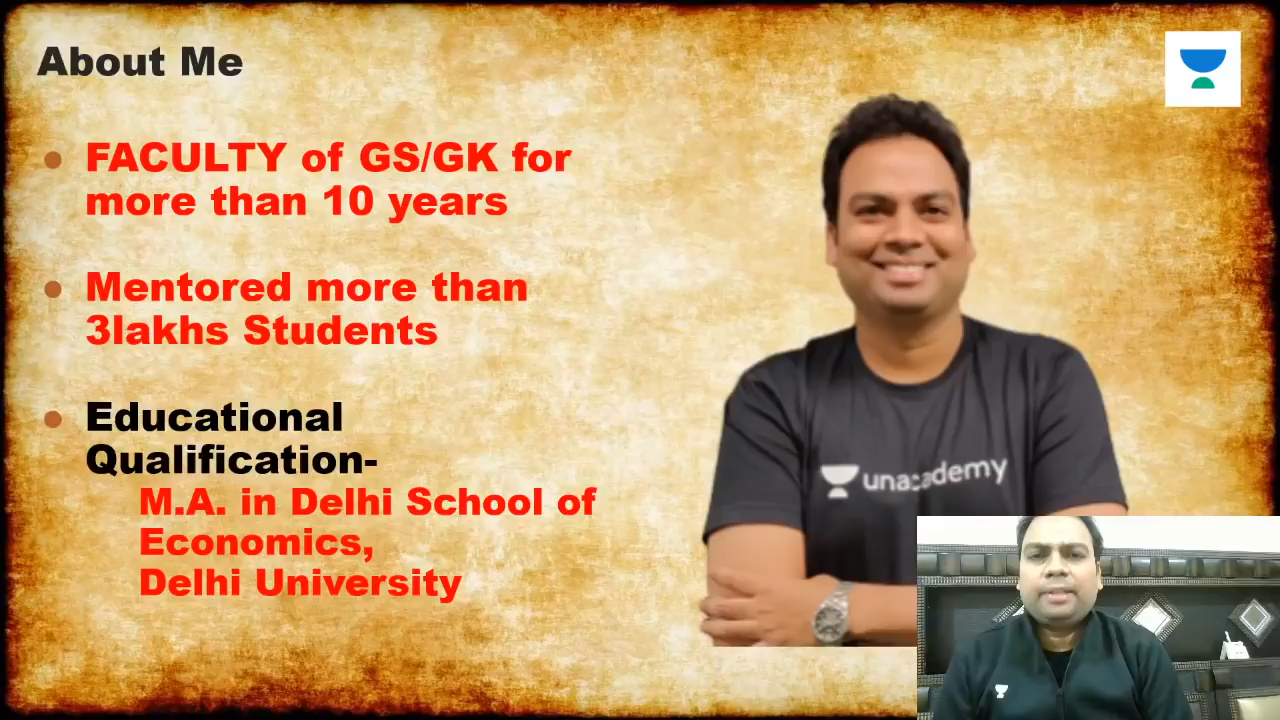 About Me
FACULTY of GS/GK for
more than 10 years
Mentored more than
3lakhs Students
Educational
Qualification-
M.A. in Delhi School of
Economics,
Delhi University
unacademy